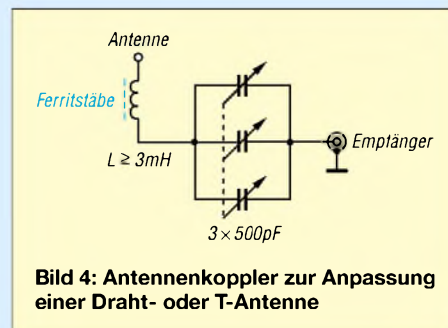 Antenne
Ferritstäbe
L ≥ 3mH
Empfänger
3 × 500pF
Bild 4: Antennenkoppler zur Anpassung
einer Draht- oder T-Antenne